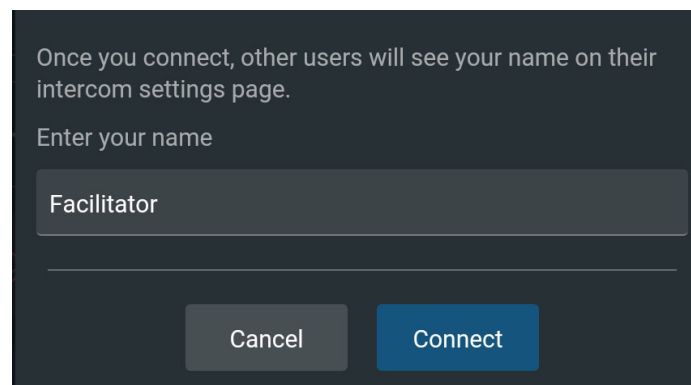 Once you connect, other users will see your name on their
intercom settings page.
Enter your name
Facilitator
Cancel
Connect